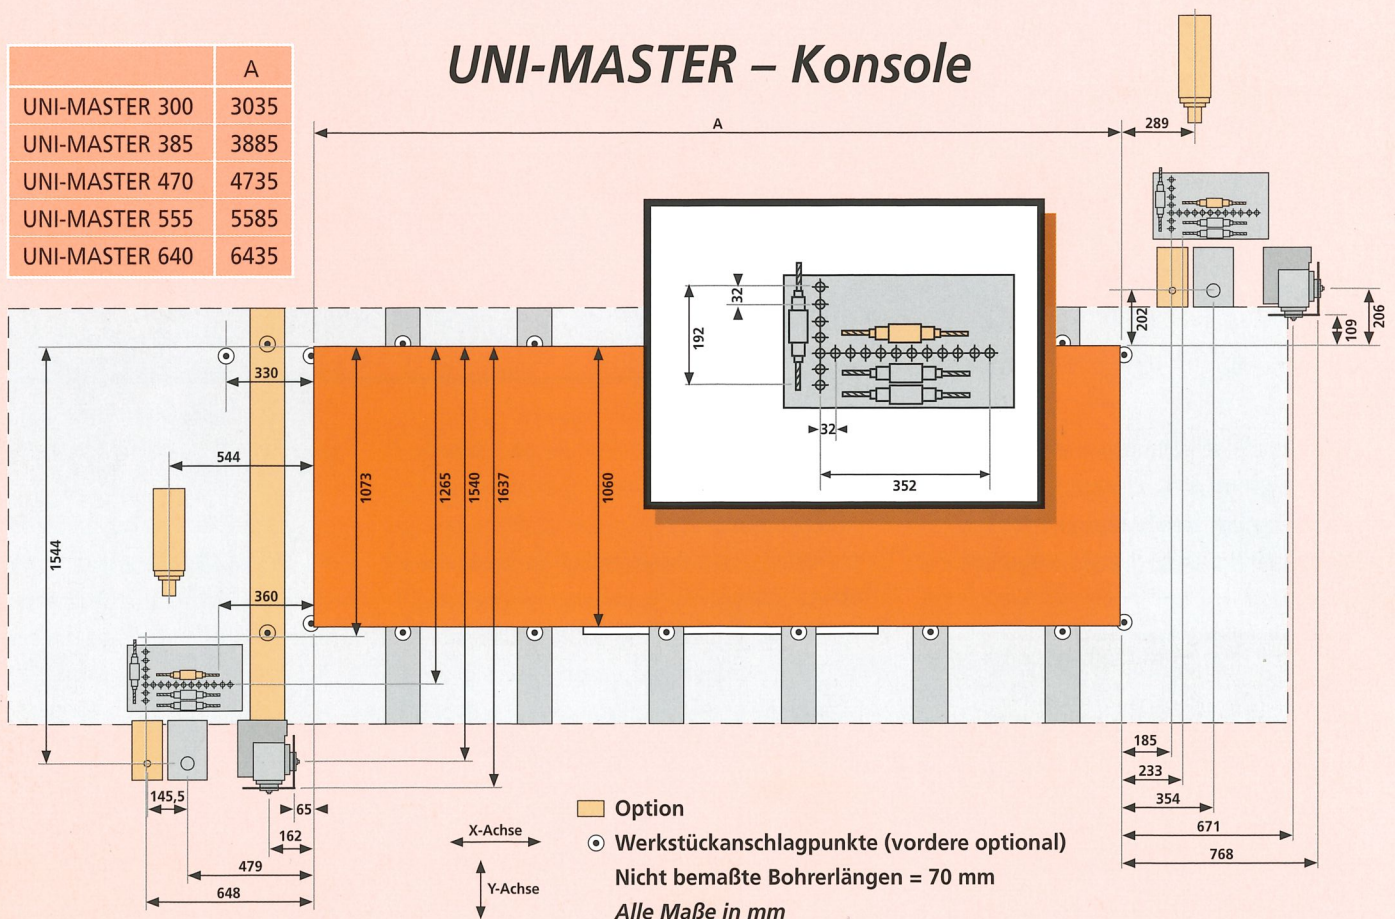 UNI-MASTER – Konsole
A
UNI-MASTER 300 3035
UNI-MASTER 385 3885
UNI-MASTER 470 4735
UNI-MASTER 555 5585
UNI-MASTER 640 6435
A
289
32
192
32
352
202
109
206
330
544
1544
360
1073
1265
1540
1637
1060
145,5
65
162
479
648
185
233
354
671
768
X-Achse
Y-Achse
Option
Werkstückanschlagpunkte (vordere optional)
Nicht bemaßte Bohrerlängen = 70 mm
Alle Maße in mm